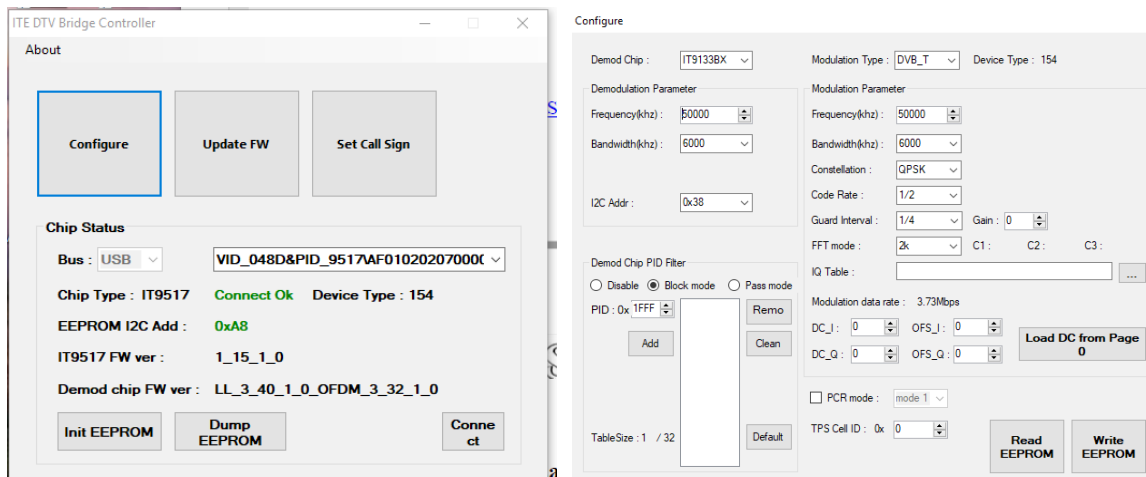 ITE DTV Bridge Controller
About
Configure
Update FW
Set Call Sign
Chip Status
Bus : USB
VID_048D&PID_9517\AF01020207000(
Chip Type : IT9517 Connect Ok Device Type : 154
EEPROM I2C Add : 0xA8
IT9517 FW ver : 1_15_1_0
Demod chip FW ver : LL_3_40_1_0_OFDM_3_32_1_0
Init EEPROM
Dump
EEPROM
Conne
ct
Configure
Demod Chip : IT9133BX
Demodulation Parameter
Frequency(khz) : 50000
Bandwidth(khz) : 6000
I2C Addr : 0x38
Demod Chip PID Filter
Disable Block mode Pass mode
PID : 0x 1FFF
Remo
Add
Clean
TableSize : 1 / 32
Default
Modulation Type : DVB_T Device Type : 154
Modulation Parameter
Frequency(khz) : 50000
Bandwidth(khz) : 6000
Constellation : QPSK
Code Rate : 1/2
Guard Interval : 1/4 Gain : 0
FFT mode : 2k C1 : C2 : C3 :
IQ Table : ...
Modulation data rate : 3.73Mbps
DC_I : 0 OFS_I : 0
DC_Q : 0 OFS_Q : 0
Load DC from Page
0
PCR mode : mode 1
TPS Cell ID : 0x 0
Read
EEPROM
Write
EEPROM